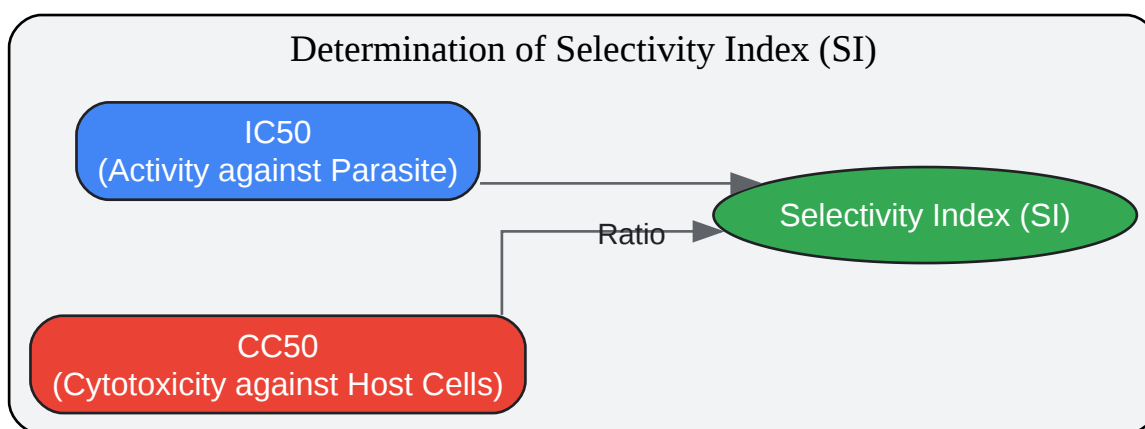 Determination of Selectivity Index (SI)
IC50
(Activity against Parasite)
Selectivity Index (SI)
Ratio
CC50
(Cytotoxicity against Host Cells)